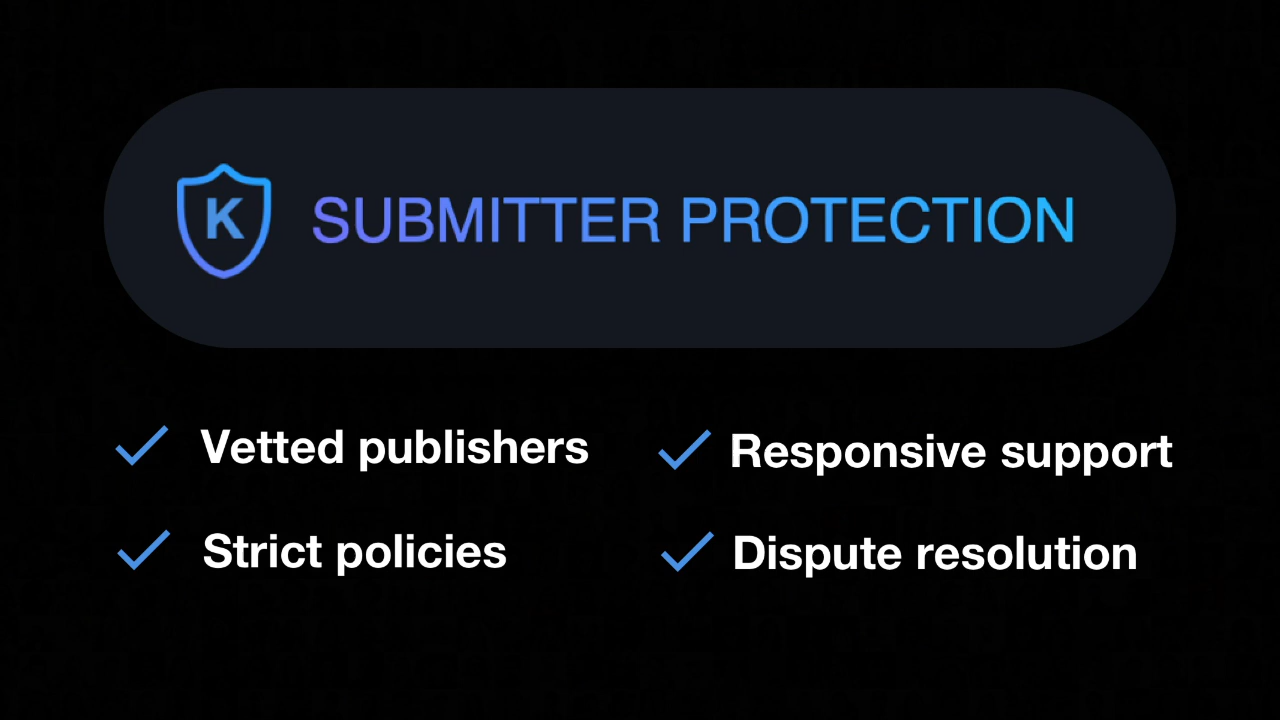 K
SUBMITTER PROTECTION
Vetted publishers
Responsive support
Strict policies
Dispute resolution